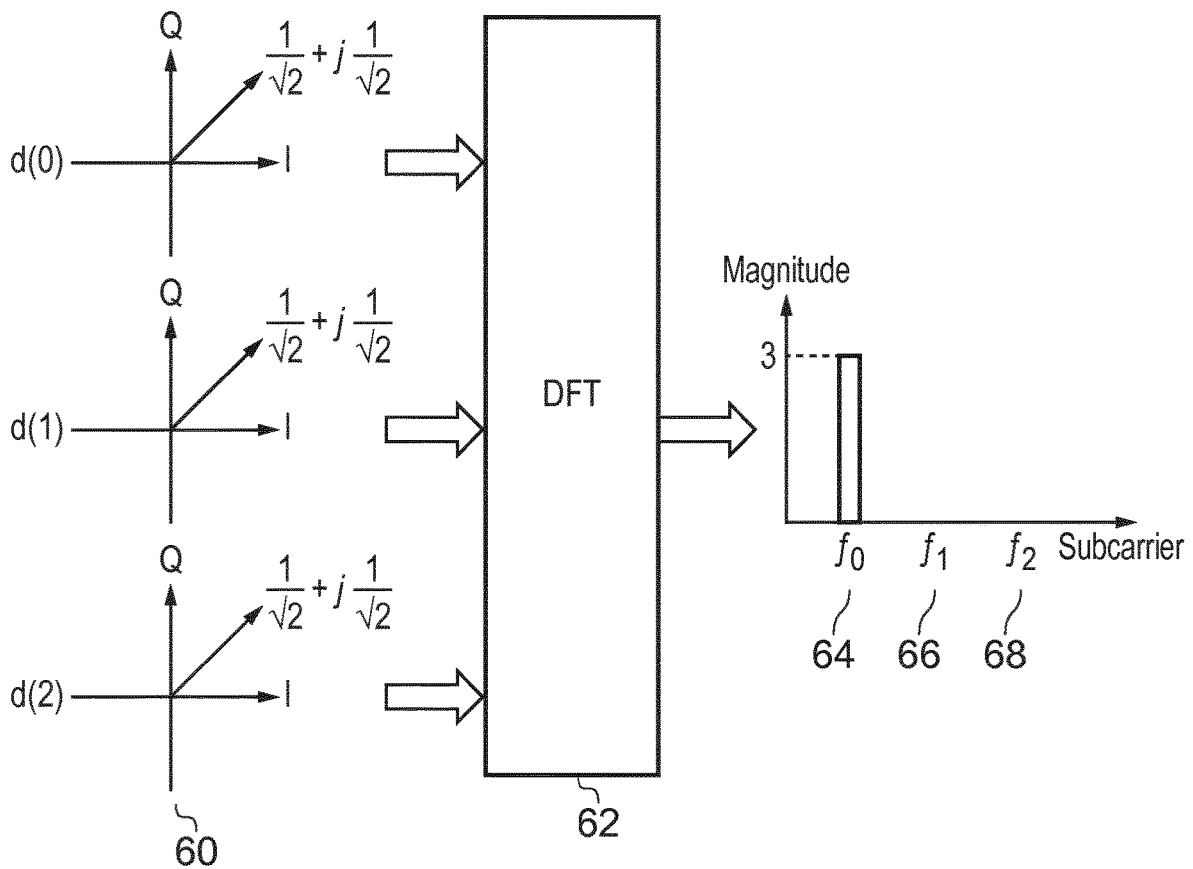 Q
1/√2 + j 1/√2
d(0)
I
Q
1/√2 + j 1/√2
d(1)
I
Q
1/√2 + j 1/√2
d(2)
I
60
DFT
62
Magnitude
3
f0 f1 f2 Subcarrier
64 66 68